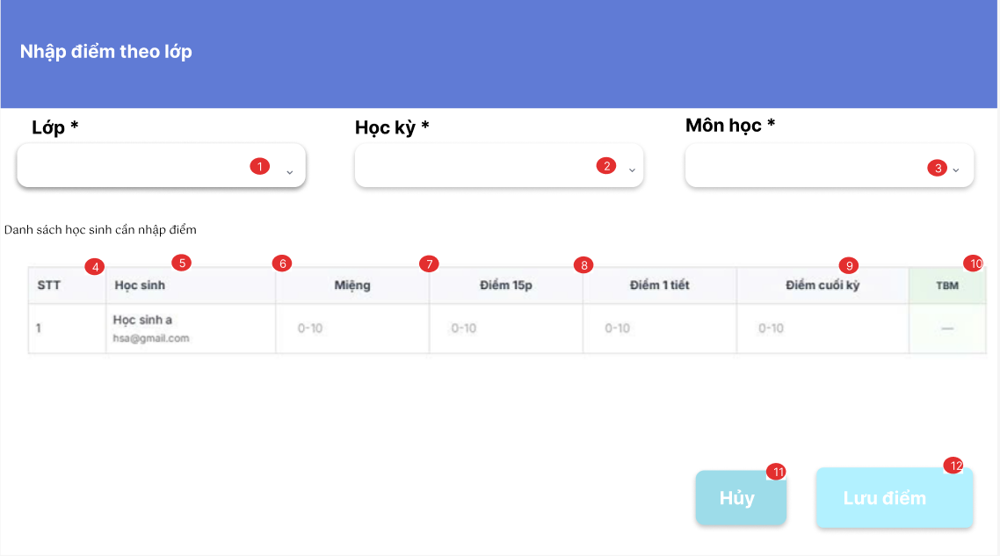 Nhập điểm theo lớp
Lớp * Học kỳ * Môn học *
1 2 3
Danh sách học sinh cần nhập điểm
4 5 6 7 8 9 10
STT Học sinh Miệng Điểm 15p Điểm 1 tiết Điểm cuối kỳ TBM
1 Học sinh a 0-10 0-10 0-10 0-10 —
hsa@gmail.com
11 12
Hủy Lưu điểm